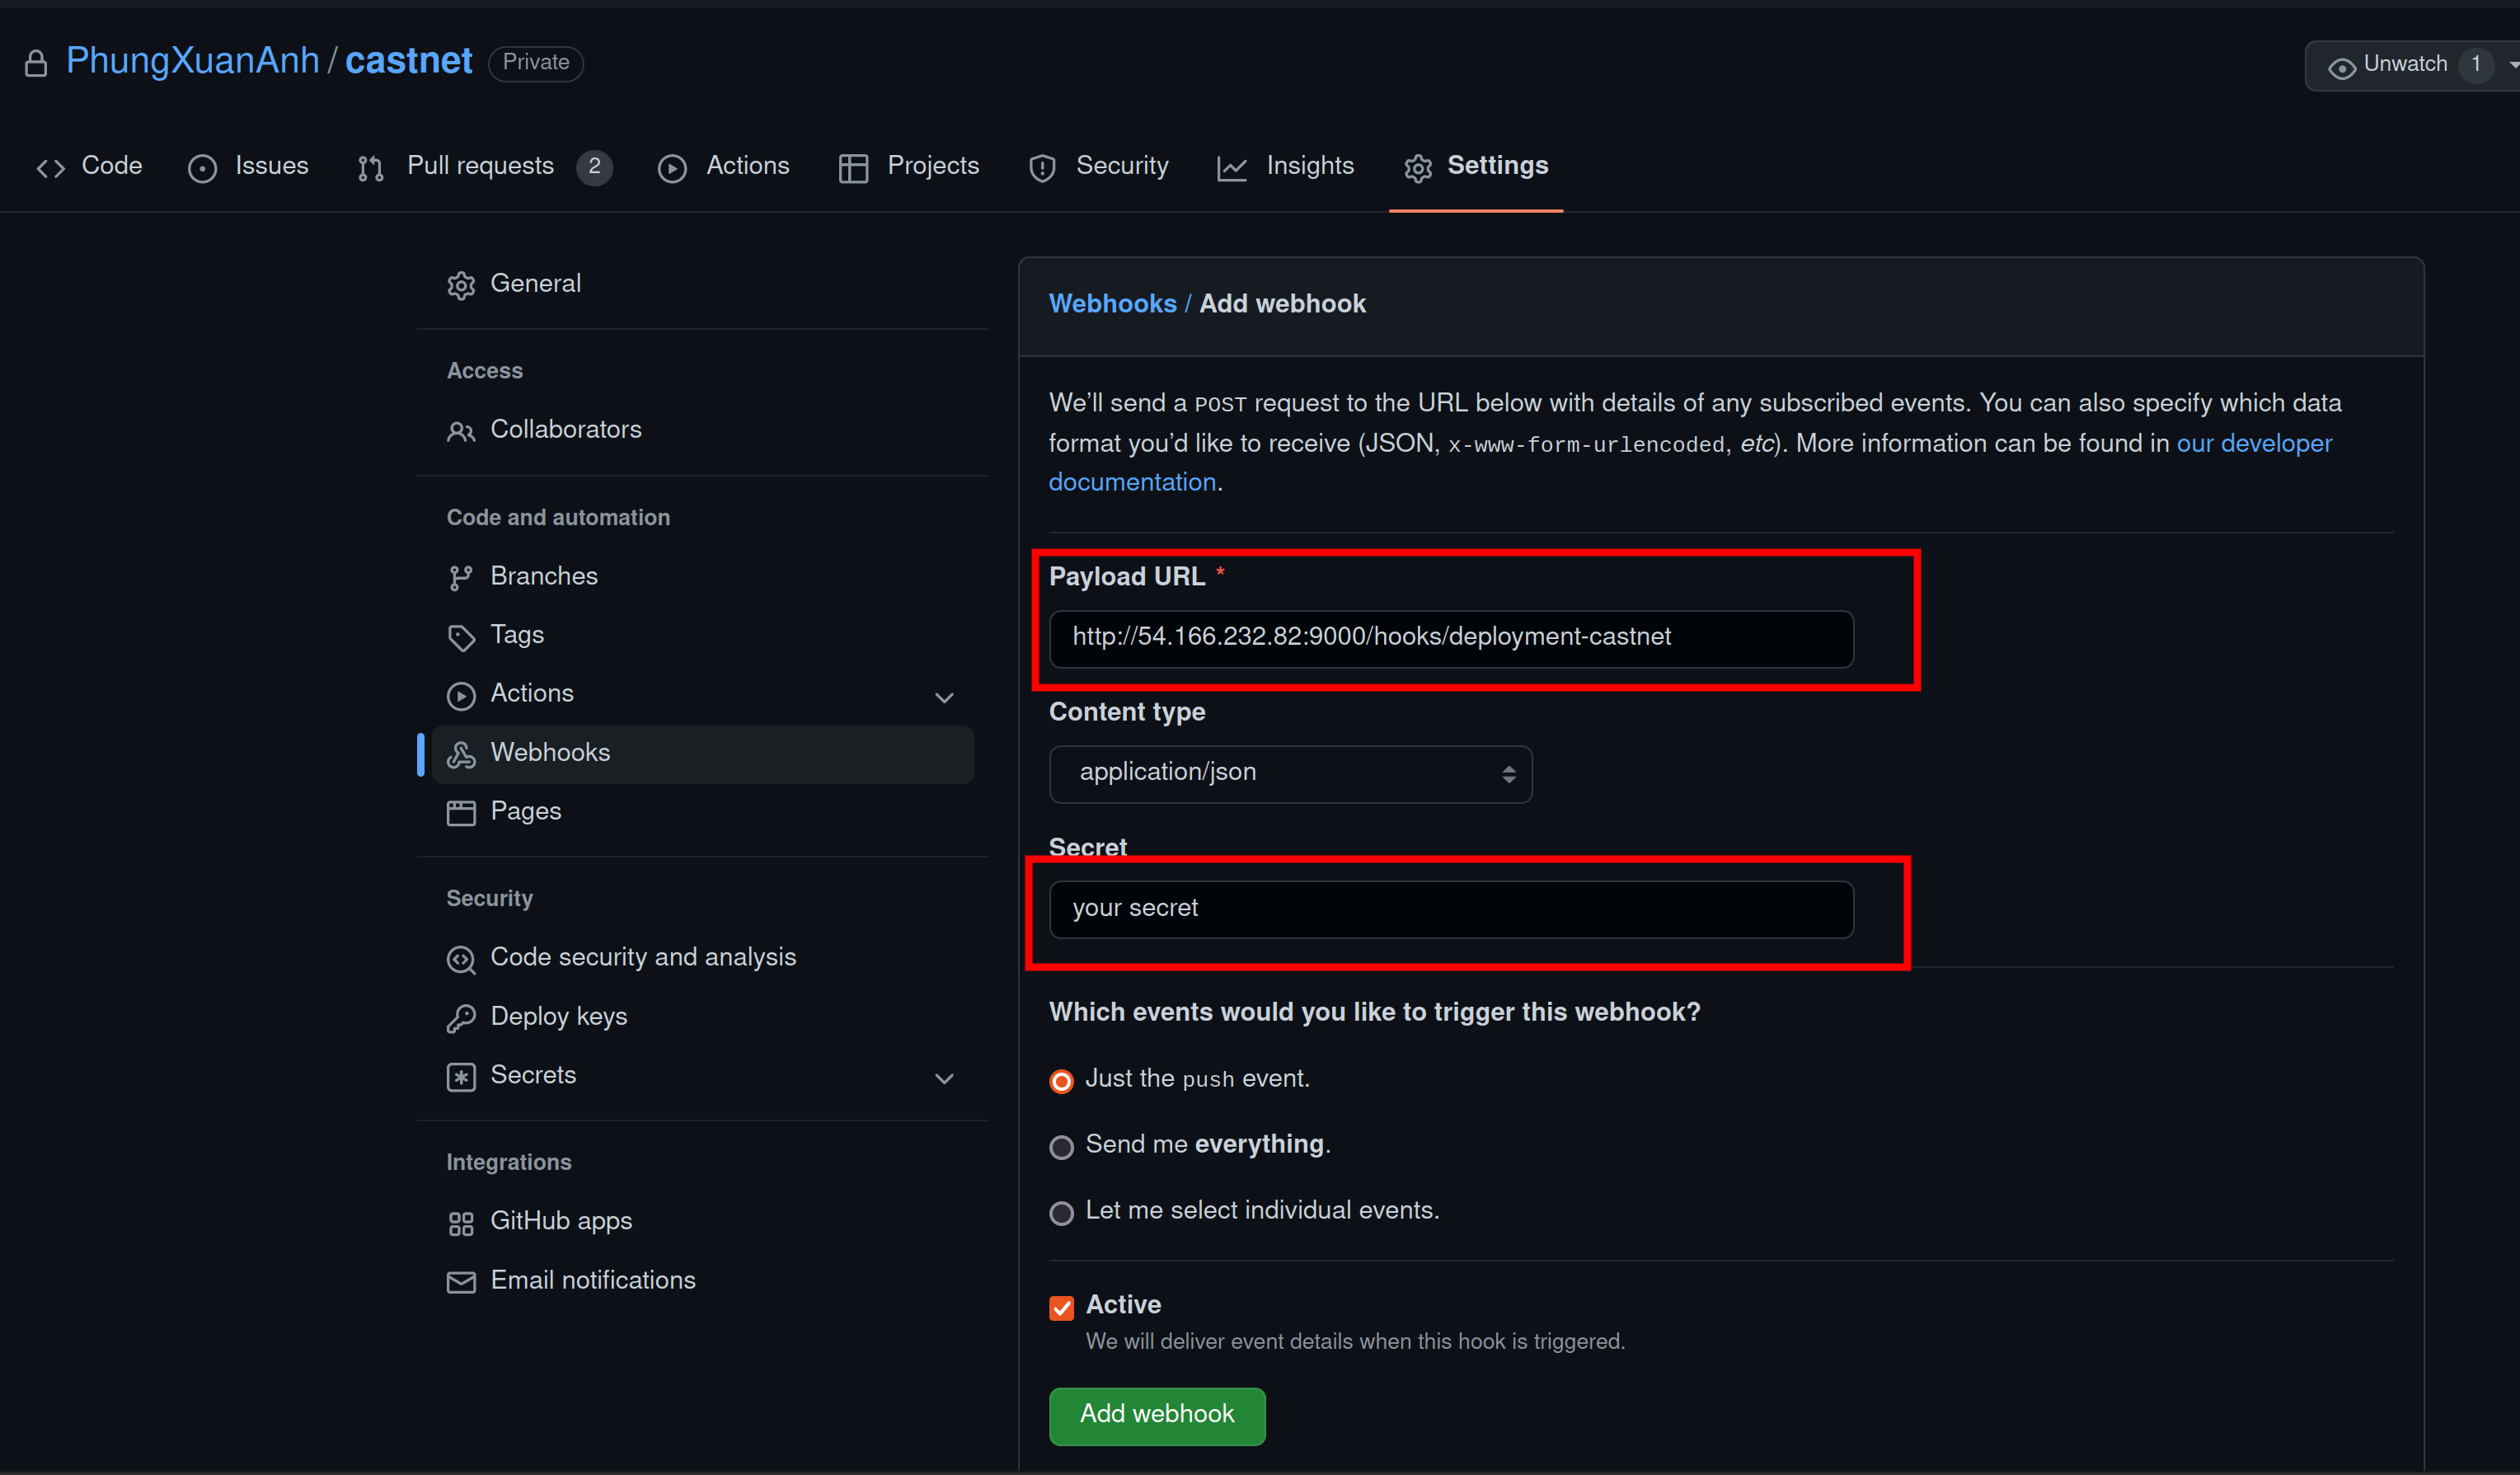 PhungXuanAnh / castnet Private
Unwatch 1
Code Issues Pull requests 2 Actions Projects Security Insights Settings
General
Access
Collaborators
Code and automation
Branches
Tags
Actions
Webhooks
Pages
Security
Code security and analysis
Deploy keys
Secrets
Integrations
GitHub apps
Email notifications
Webhooks / Add webhook
We’ll send a POST request to the URL below with details of any subscribed events. You can also specify which data
format you’d like to receive (JSON, x-www-form-urlencoded, etc). More information can be found in our developer
documentation.
Payload URL *
http://54.166.232.82:9000/hooks/deployment-castnet
Content type
application/json
Secret
your secret
Which events would you like to trigger this webhook?
Just the push event.
Send me everything.
Let me select individual events.
Active
We will deliver event details when this hook is triggered.
Add webhook